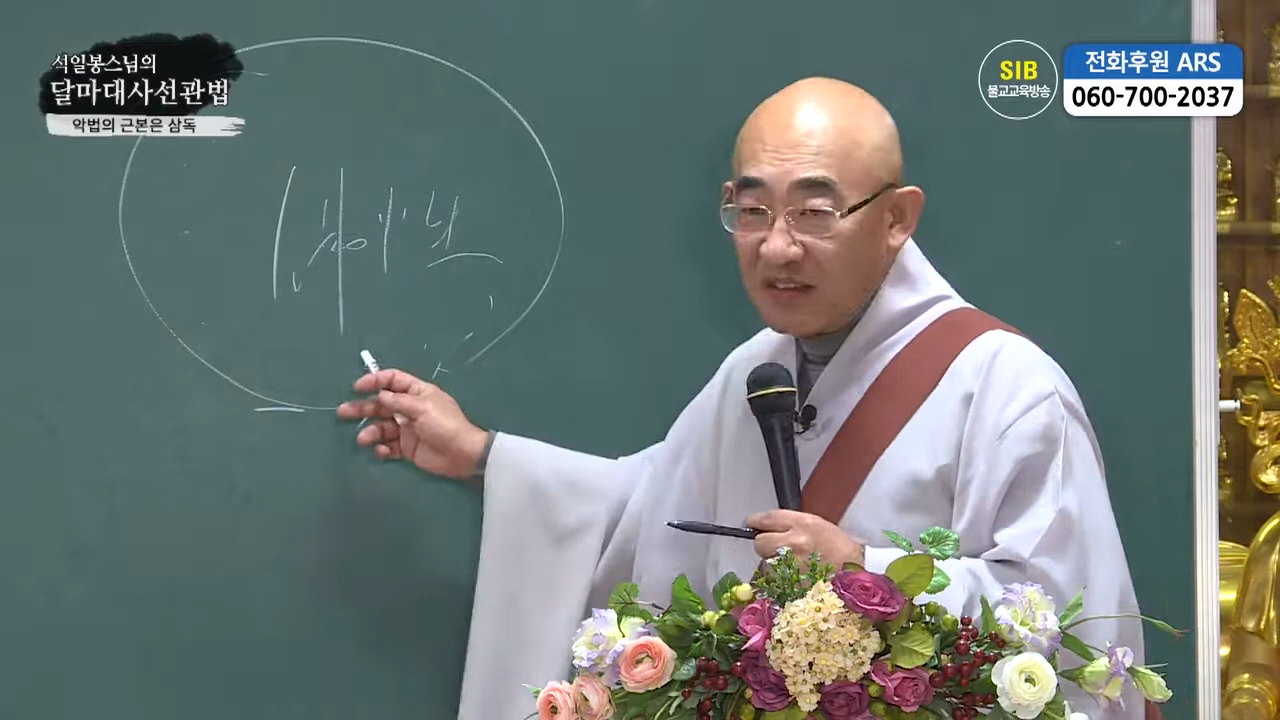 석일봉스님의
달마대사선관법
악법의 근본은 삼독
SIB
불교교육방송
전화후원 ARS
060-700-2037